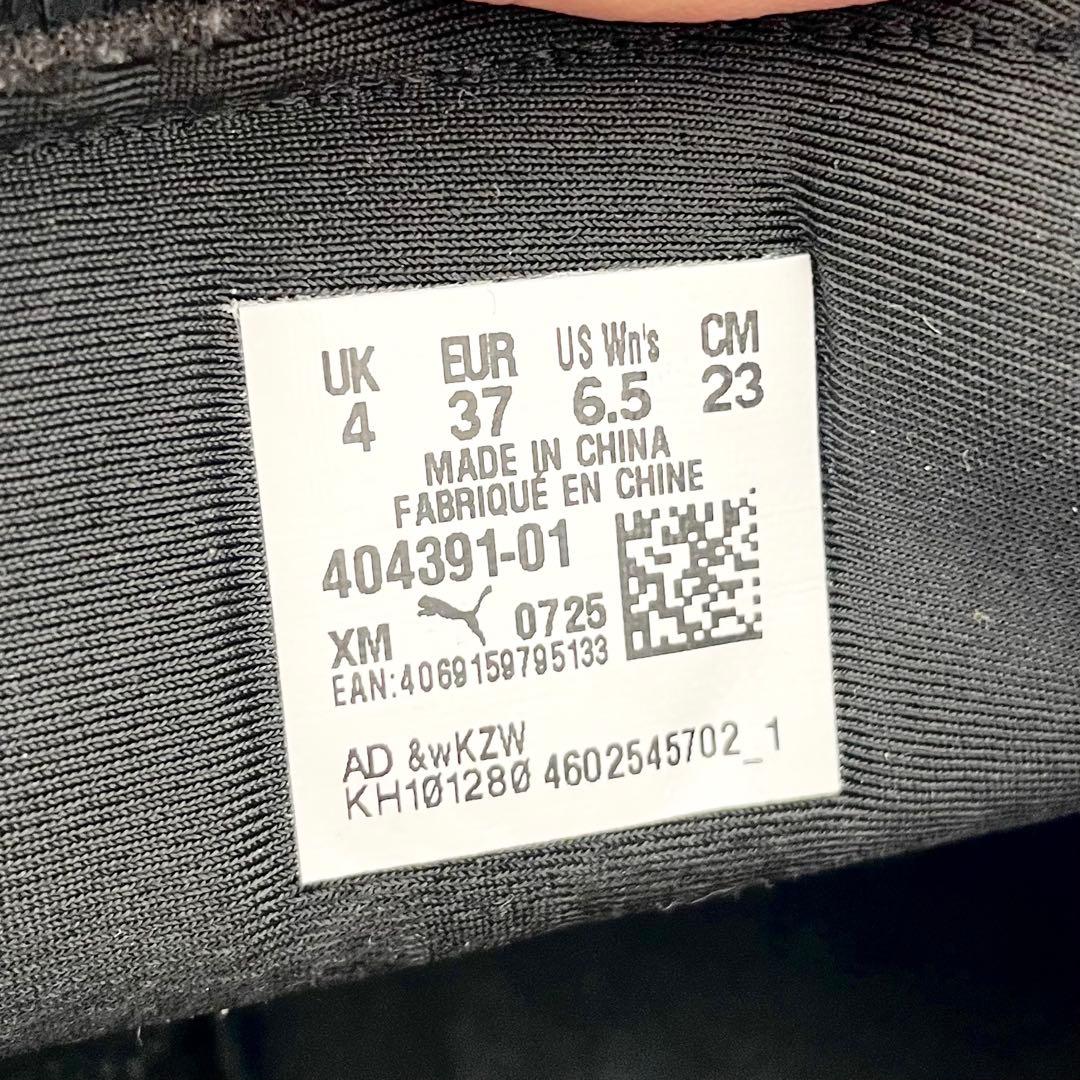 UK EUR US Wn's CM
4 37 6.5 23
MADE IN CHINA
FABRIQUÉ EN CHINE
404391-01
XM 0725
EAN:4069159795133
AD &wKZW
KH1Ø128Ø 4602545702_1